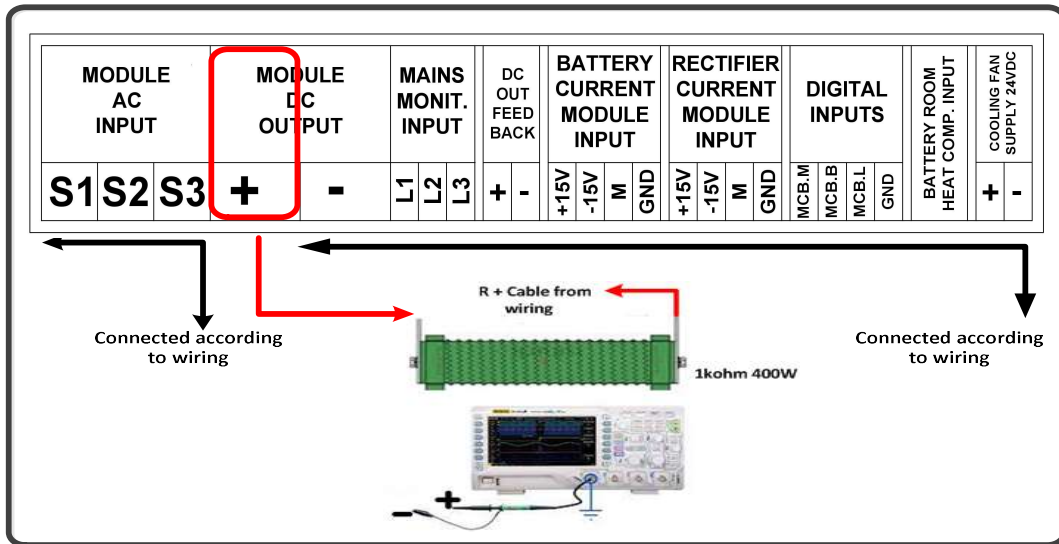 MODULE
AC
INPUT
MODULE
DC
OUTPUT
MAINS
MONIT.
INPUT
DC
OUT
FEED
BACK
BATTERY
CURRENT
MODULE
INPUT
RECTIFIER
CURRENT
MODULE
INPUT
DIGITAL
INPUTS
BATTERY ROOM
HEAT COMP. INPUT
COOLING FAN
SUPPLY 24VDC
S1 S2 S3
+ -
L1 L2 L3
+ -
+15V -15V M GND
+15V -15V M GND
MCB.M MCB.B MCB.L GND
+ -
Connected according
to wiring
R + Cable from
wiring
1kohm 400W
Connected according
to wiring
+
-